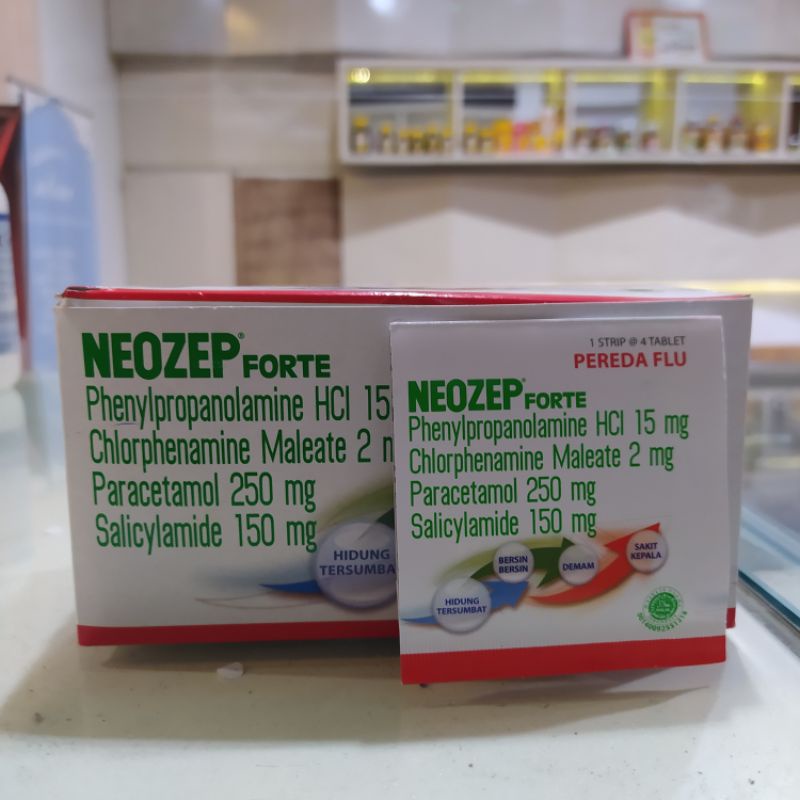 NEOZEP® FORTE
Phenylpropanolamine HCl 15
Chlorphenamine Maleate 2
Paracetamol 250 mg
Salicylamide 150 mg
HIDUNG
TERSUMBA
1 STRIP @ 4 TABLET
PEREDA FLU
NEOZEP® FORTE
Phenylpropanolamine HCl 15 mg
Chlorphenamine Maleate 2 mg
Paracetamol 250 mg
Salicylamide 150 mg
HIDUNG
TERSUMBAT
BERSIN
BERSIN
DEMAM
SAKIT
KEPALA